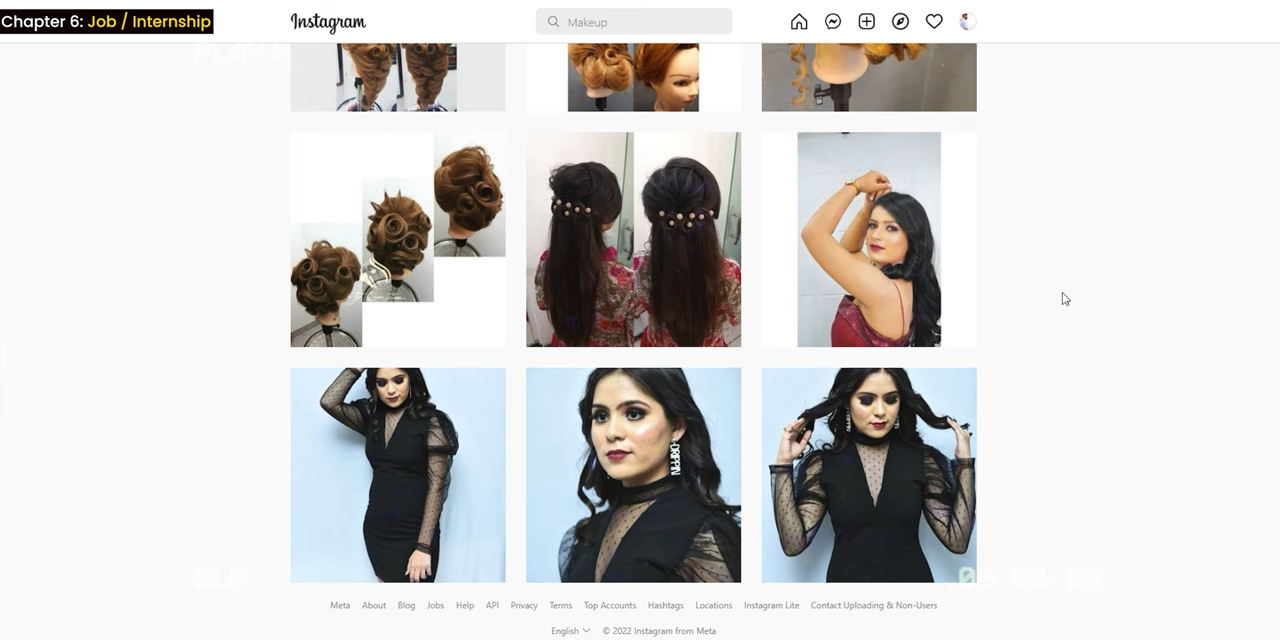 Chapter 6: Job / Internship
Instagram
Makeup
PLAY
Meta About Blog Jobs Help API Privacy Terms Top Accounts Hashtags Locations Instagram Lite Contact Uploading & Non-Users
English © 2022 Instagram from Meta